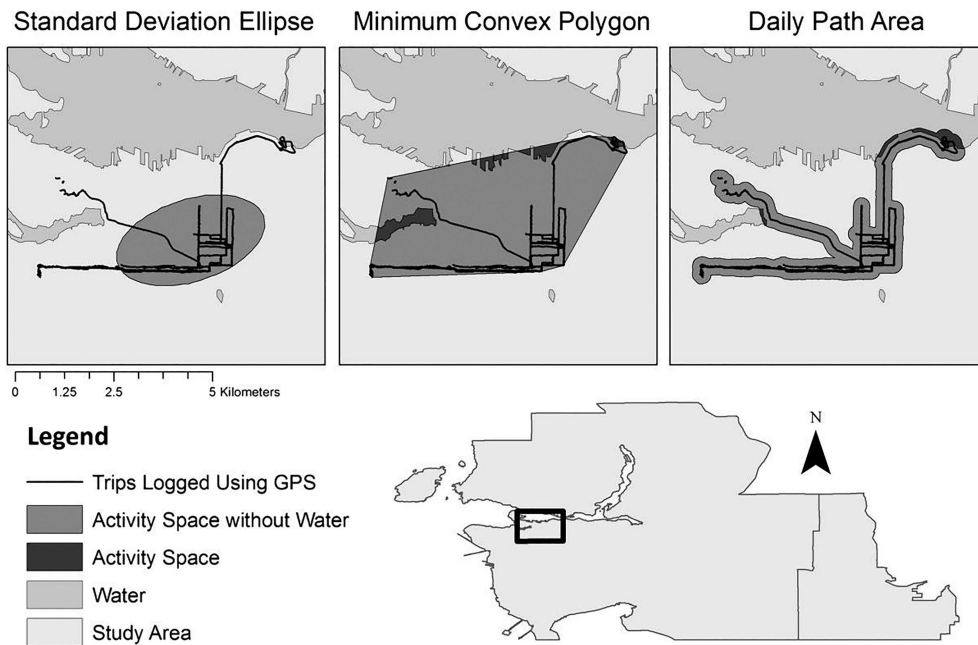 Standard Deviation Ellipse
Minimum Convex Polygon
Daily Path Area
0 1.25 2.5 5 Kilometers
Legend
Trips Logged Using GPS
Activity Space without Water
Activity Space
Water
Study Area
N